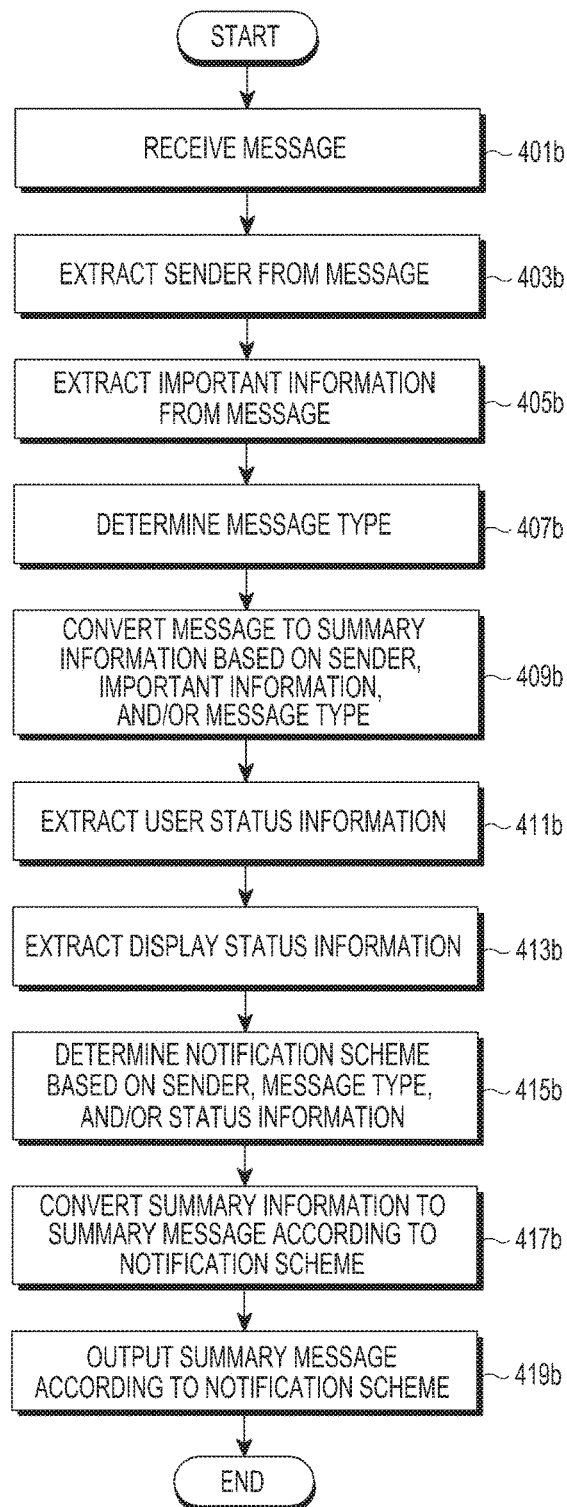 START
RECEIVE MESSAGE
401b
EXTRACT SENDER FROM MESSAGE
403b
EXTRACT IMPORTANT INFORMATION
FROM MESSAGE
405b
DETERMINE MESSAGE TYPE
407b
CONVERT MESSAGE TO SUMMARY
INFORMATION BASED ON SENDER,
IMPORTANT INFORMATION,
AND/OR MESSAGE TYPE
409b
EXTRACT USER STATUS INFORMATION
411b
EXTRACT DISPLAY STATUS INFORMATION
413b
DETERMINE NOTIFICATION SCHEME
BASED ON SENDER, MESSAGE TYPE,
AND/OR STATUS INFORMATION
415b
CONVERT SUMMARY INFORMATION TO
SUMMARY MESSAGE ACCORDING TO
NOTIFICATION SCHEME
417b
OUTPUT SUMMARY MESSAGE
ACCORDING TO NOTIFICATION SCHEME
419b
END